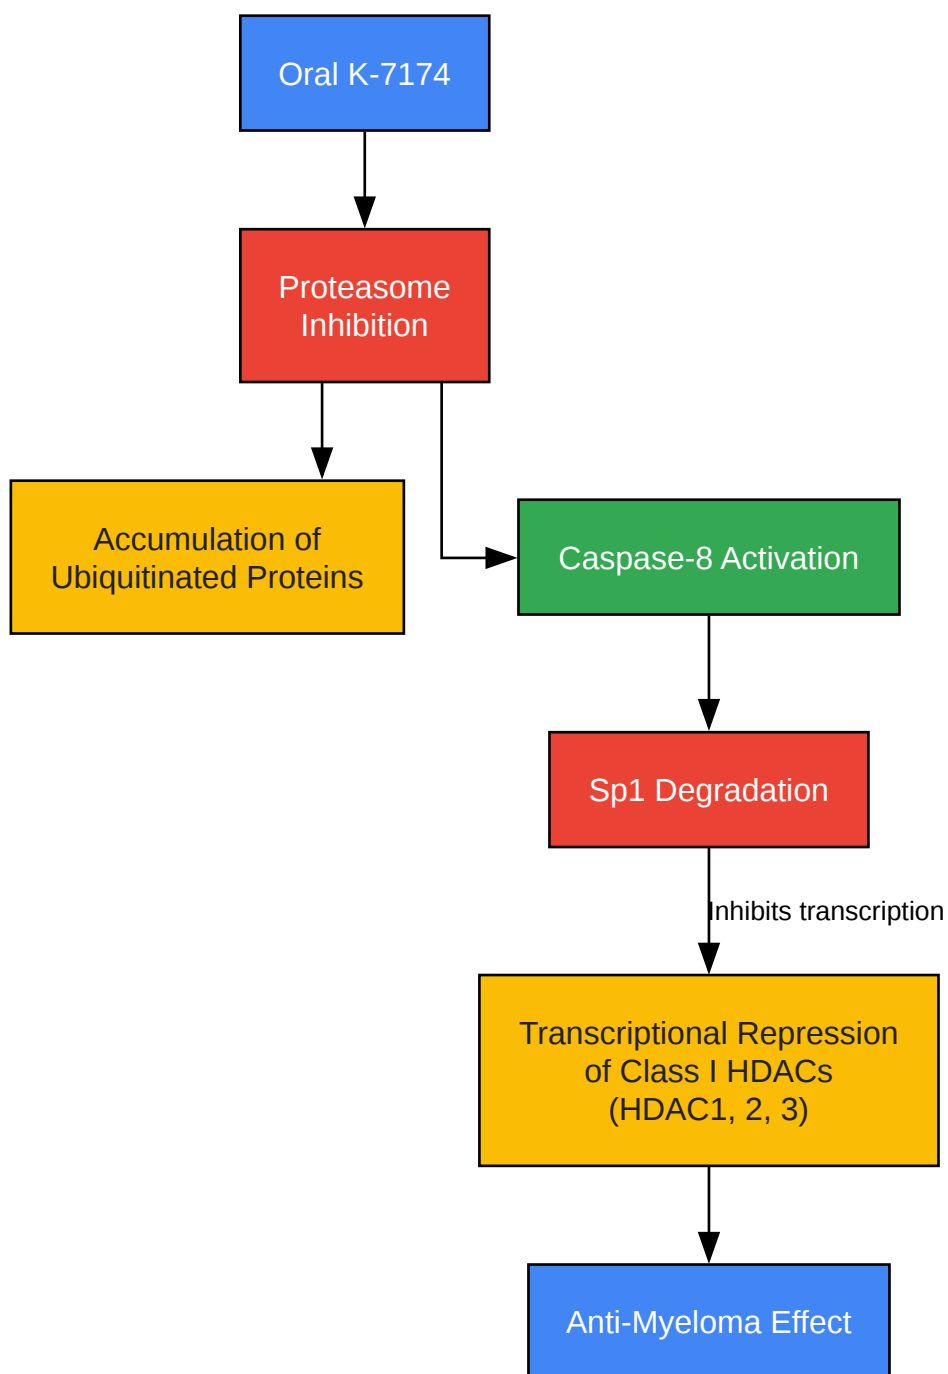 Oral K-7174
Proteasome
Inhibition
Accumulation of
Ubiquitinated Proteins
Caspase-8 Activation
Sp1 Degradation
Inhibits transcription
Transcriptional Repression
of Class I HDACs
(HDAC1, 2, 3)
Anti-Myeloma Effect